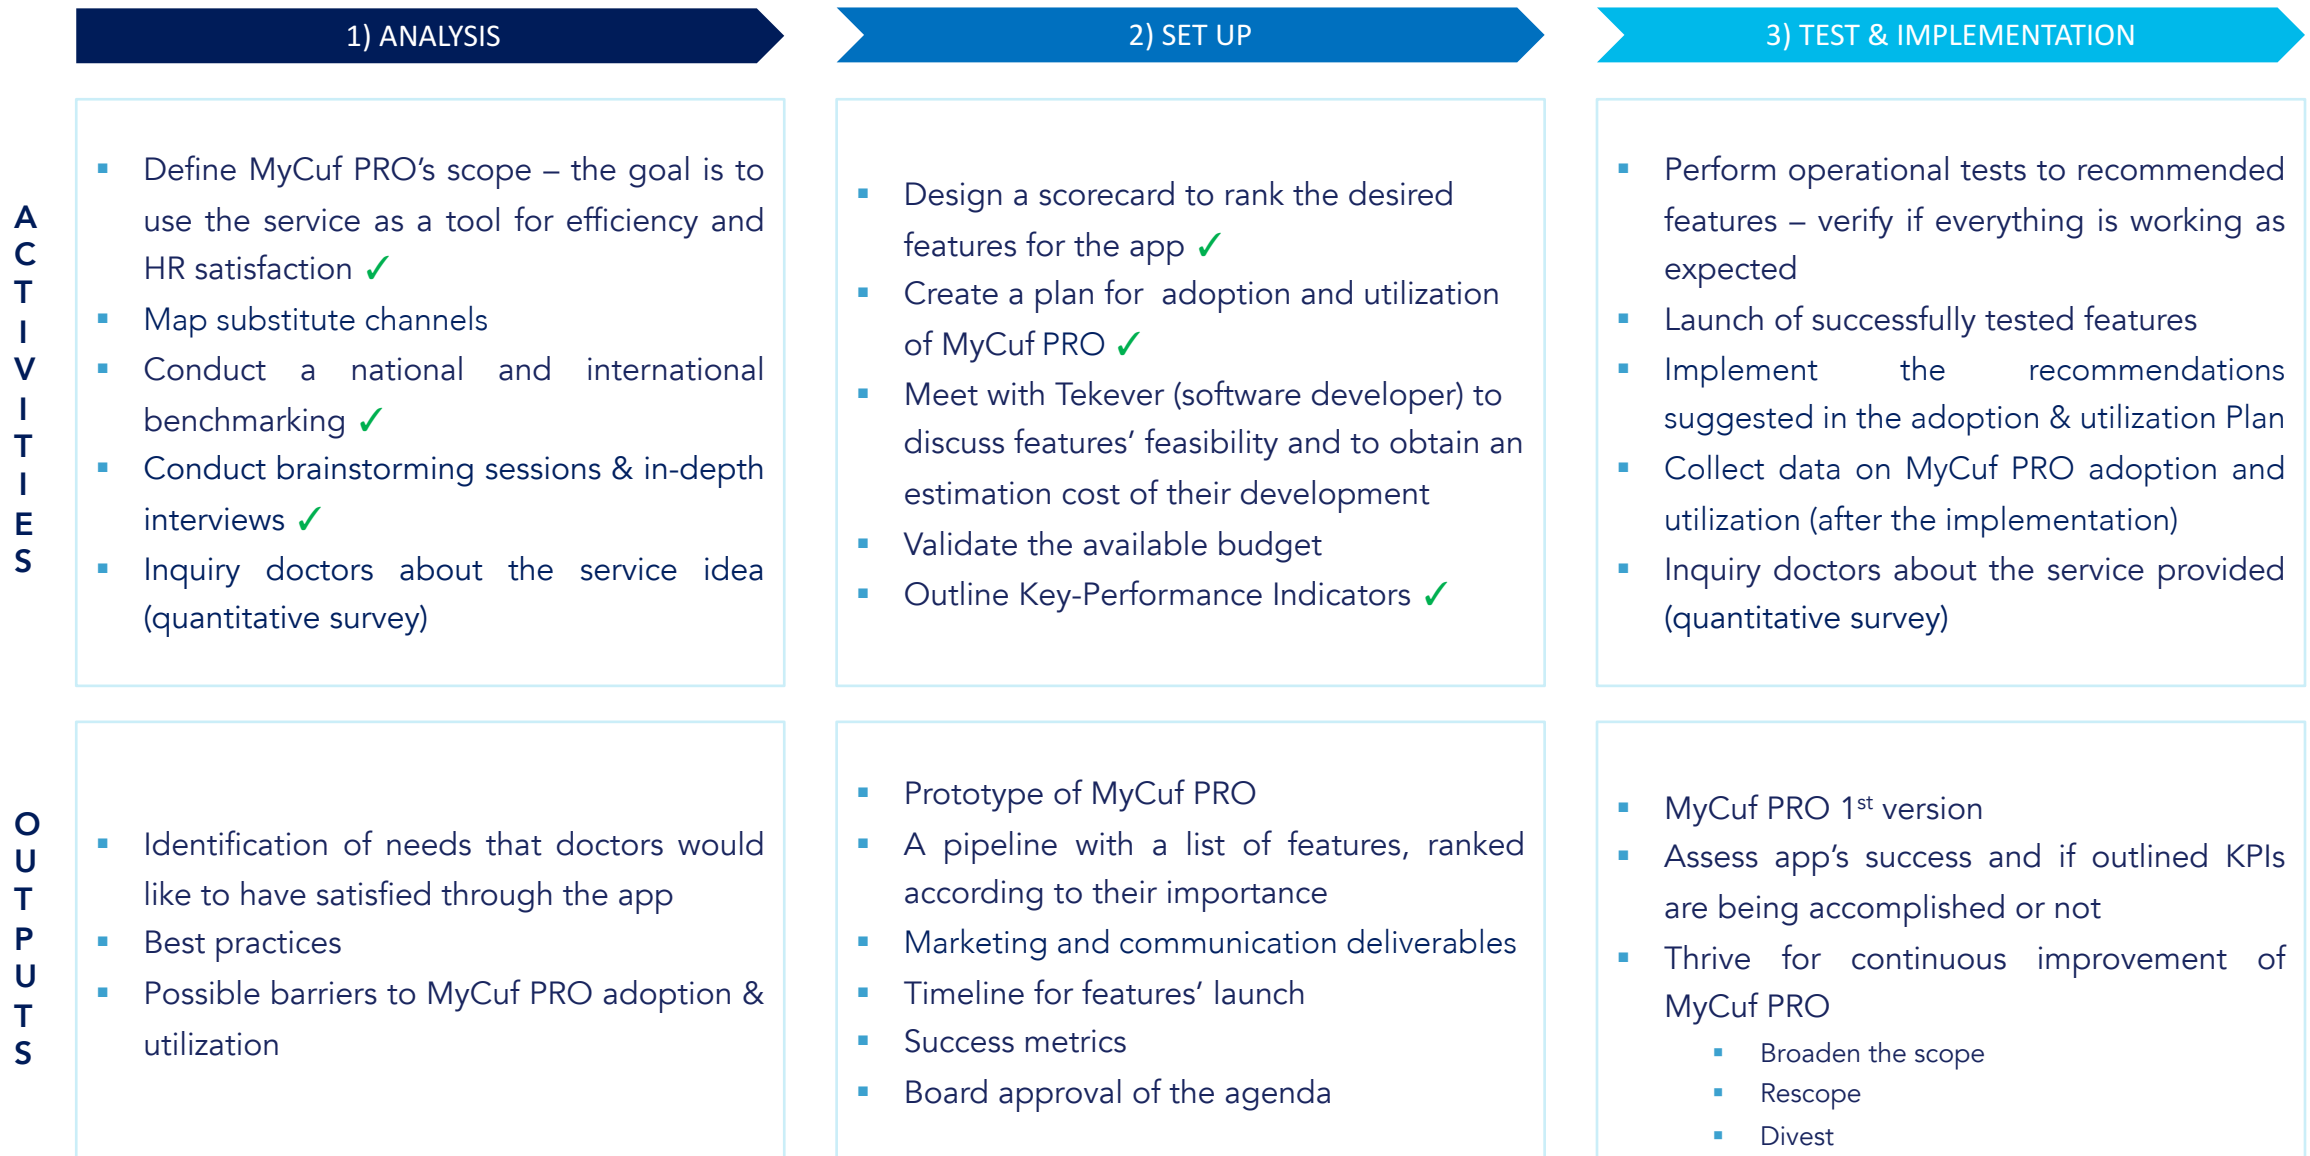 1) ANALYSIS
2) SET UP
3) TEST & IMPLEMENTATION
ACTIVITIES
▪ Define MyCuf PRO’s scope – the goal is to
use the service as a tool for efficiency and
HR satisfaction ✓
▪ Map substitute channels
▪ Conduct a national and international
benchmarking ✓
▪ Conduct brainstorming sessions & in-depth
interviews ✓
▪ Inquiry doctors about the service idea
(quantitative survey)
▪ Design a scorecard to rank the desired
features for the app ✓
▪ Create a plan for adoption and utilization
of MyCuf PRO ✓
▪ Meet with Tekever (software developer) to
discuss features’ feasibility and to obtain an
estimation cost of their development
▪ Validate the available budget
▪ Outline Key-Performance Indicators ✓
▪ Perform operational tests to recommended
features – verify if everything is working as
expected
▪ Launch of successfully tested features
▪ Implement the recommendations
suggested in the adoption & utilization Plan
▪ Collect data on MyCuf PRO adoption and
utilization (after the implementation)
▪ Inquiry doctors about the service provided
(quantitative survey)
OUTPUTS
▪ Identification of needs that doctors would
like to have satisfied through the app
▪ Best practices
▪ Possible barriers to MyCuf PRO adoption &
utilization
▪ Prototype of MyCuf PRO
▪ A pipeline with a list of features, ranked
according to their importance
▪ Marketing and communication deliverables
▪ Timeline for features’ launch
▪ Success metrics
▪ Board approval of the agenda
▪ MyCuf PRO 1st version
▪ Assess app’s success and if outlined KPIs
are being accomplished or not
▪ Thrive for continuous improvement of
MyCuf PRO
▪ Broaden the scope
▪ Rescope
▪ Divest